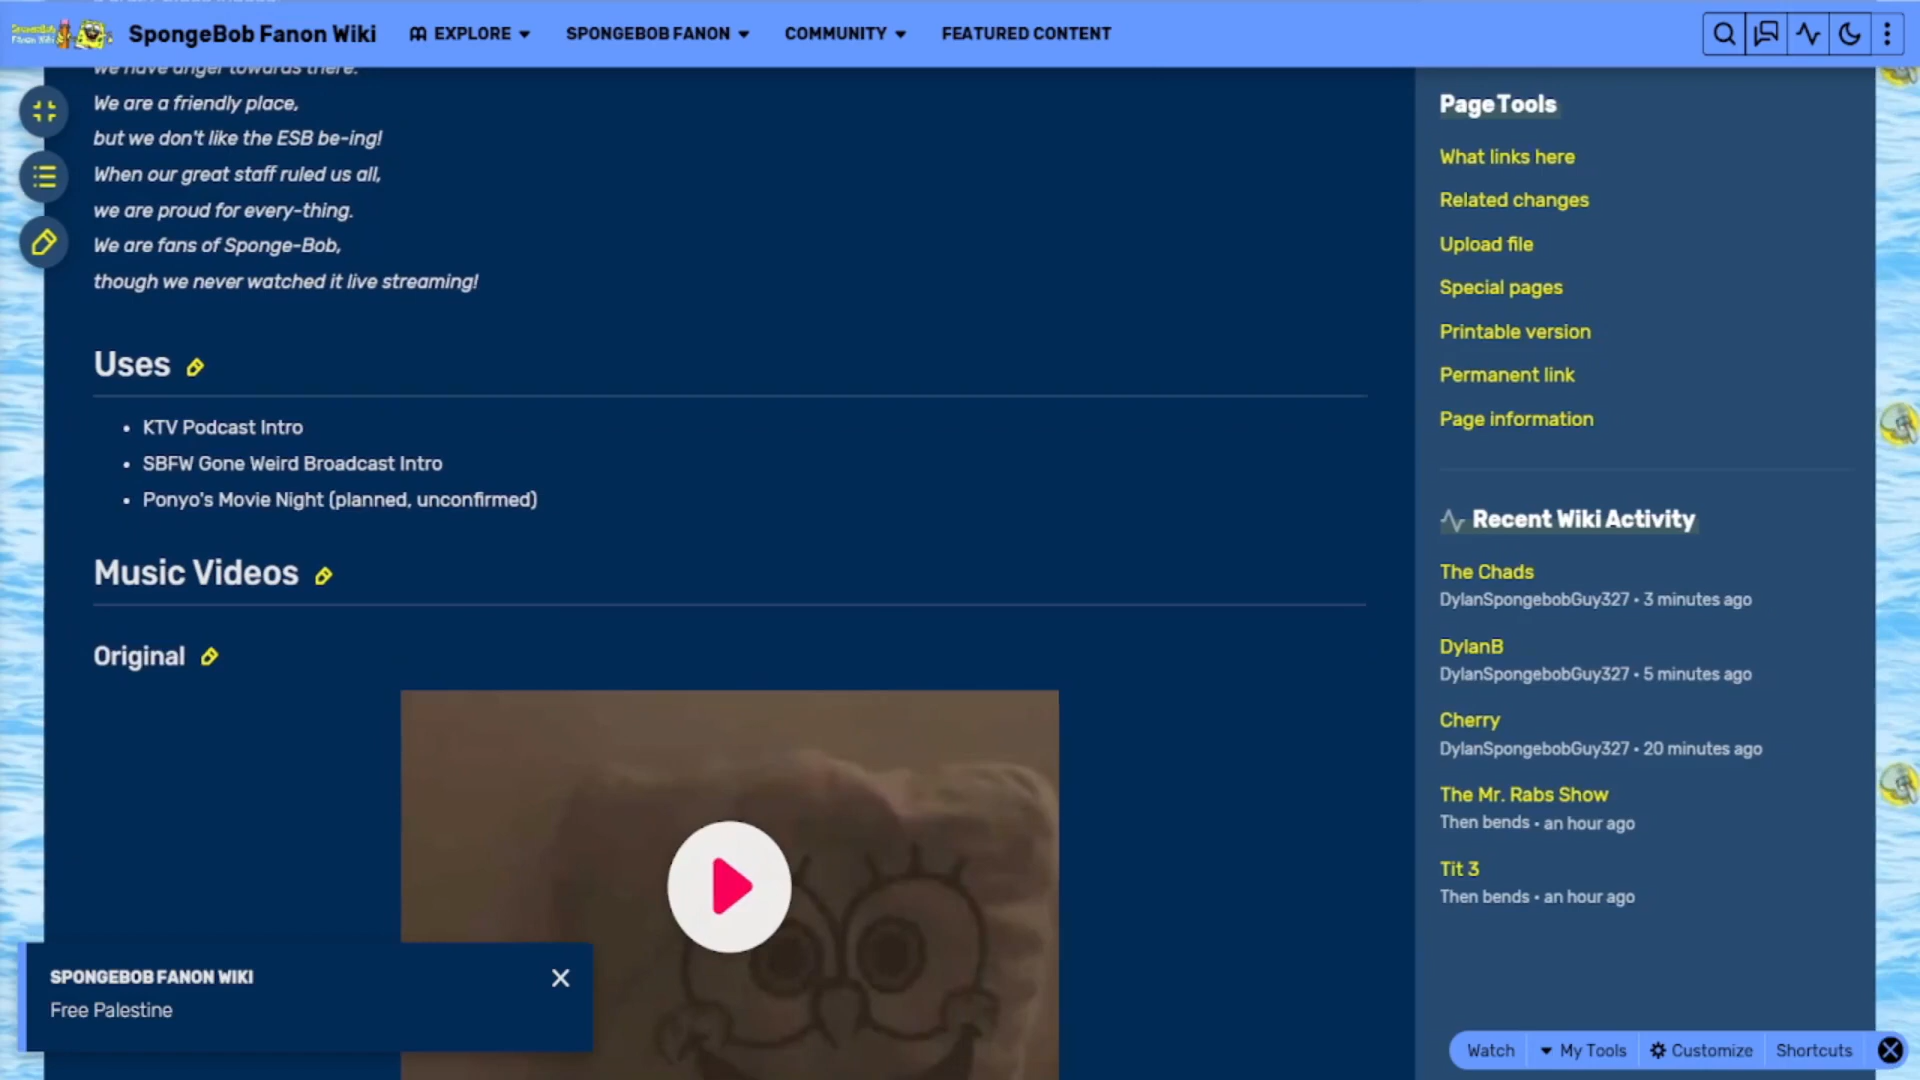 SpongeBob Fanon Wiki
EXPLORE
SPONGEBOB FANON
COMMUNITY
FEATURED CONTENT
we have anger towards there.
We are a friendly place,
but we don't like the ESB be-ing!
When our great staff ruled us all,
we are proud for every-thing.
We are fans of Sponge-Bob,
though we never watched it live streaming!
Uses
• KTV Podcast Intro
• SBFW Gone Weird Broadcast Intro
• Ponyo's Movie Night (planned, unconfirmed)
Music Videos
Original
SPONGEBOB FANON WIKI
Free Palestine
Page Tools
What links here
Related changes
Upload file
Special pages
Printable version
Permanent link
Page information
Recent Wiki Activity
The Chads
DylanSpongebobGuy327 • 3 minutes ago
DylanB
DylanSpongebobGuy327 • 5 minutes ago
Cherry
DylanSpongebobGuy327 • 20 minutes ago
The Mr. Rabs Show
Then bends • an hour ago
Tit 3
Then bends • an hour ago
Watch
My Tools
Customize
Shortcuts